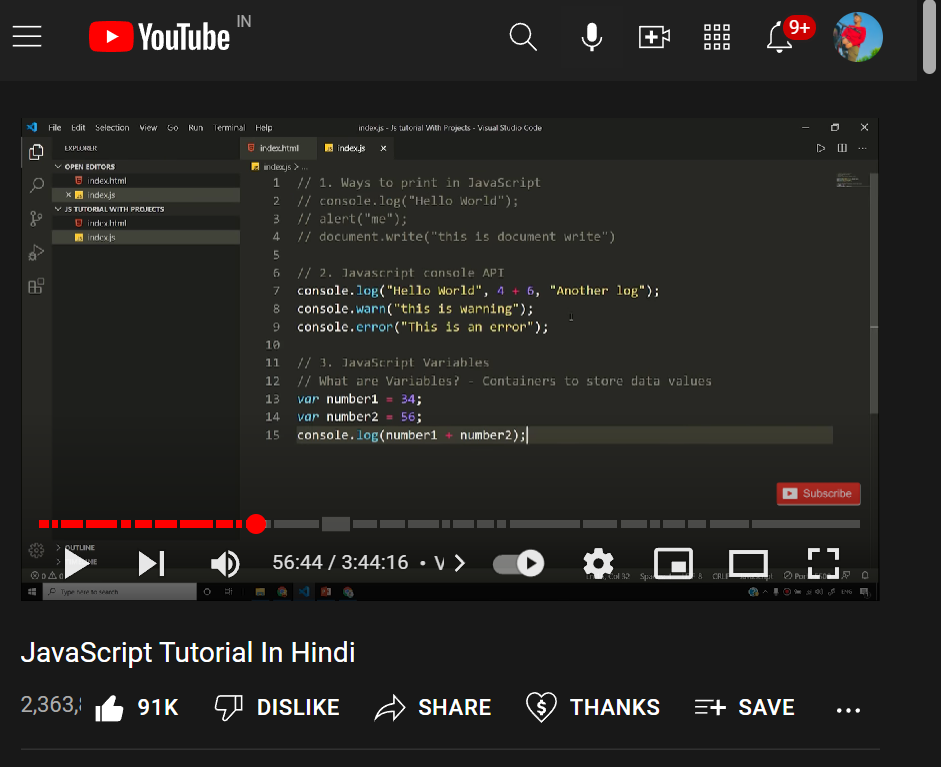 YouTube IN
9+
File Edit Selection View Go Run Terminal Help index.js - Js tutorial With Projects - Visual Studio Code
EXPLORER
index.html
index.js
OPEN EDITORS
index.html
index.js
JS TUTORIAL WITH PROJECTS
index.html
index.js
index.js > ...
1 // 1. Ways to print in JavaScript
2 // console.log("Hello World");
3 // alert("me");
4 // document.write("this is document write")
5
6 // 2. Javascript console API
7 console.log("Hello World", 4 + 6, "Another log");
8 console.warn("this is warning");
9 console.error("This is an error");
10
11 // 3. JavaScript Variables
12 // What are Variables? - Containers to store data values
13 var number1 = 34;
14 var number2 = 56;
15 console.log(number1 + number2);
Subscribe
OUTLINE
56:44 / 3:44:16 • V
Type here to search
JavaScript Tutorial In Hindi
2,363, 91K DISLIKE SHARE THANKS SAVE